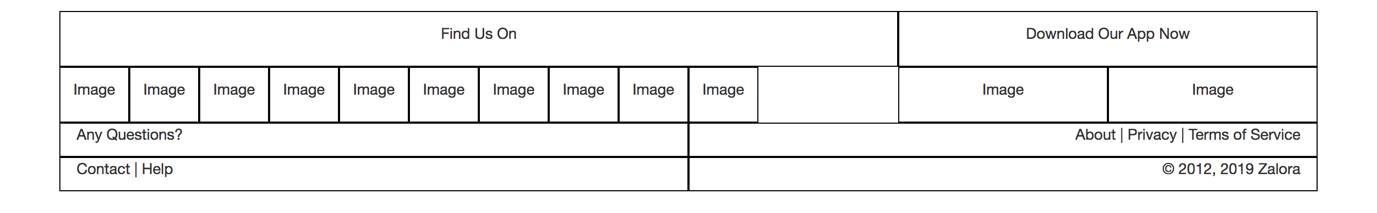 Find Us On
Download Our App Now
Image Image Image Image Image Image Image Image Image Image
Image Image
Any Questions?
About | Privacy | Terms of Service
Contact | Help
© 2012, 2019 Zalora